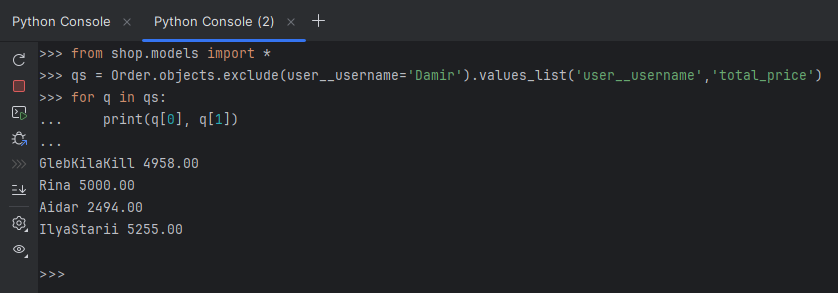 Python Console × Python Console (2) × +
>>> from shop.models import *
>>> qs = Order.objects.exclude(user__username='Damir').values_list('user__username','total_price')
>>> for q in qs:
...     print(q[0], q[1])
...
GlebKilaKill 4958.00
Rina 5000.00
Aidar 2494.00
IlyaStarii 5255.00
>>>